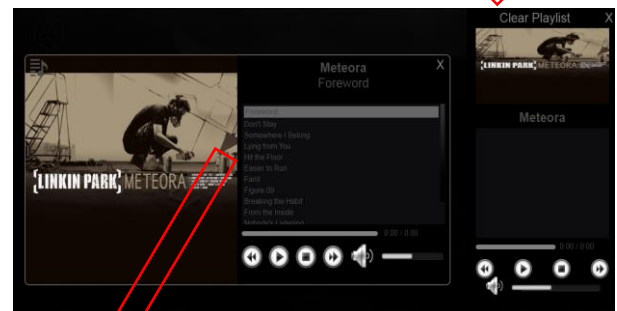 Clear Playlist X
[LINKIN PARK] METEORA
Meteora
0:00 / 0:00
Meteora X
Foreword
Foreword
Don't Stay
Somewhere I Belong
Lying from You
Hit the Floor
Easier to Run
Faint
Figure.09
Breaking the Habit
From the Inside
Nobody's Listening
0:00 / 0:00
[LINKIN PARK] METEORA